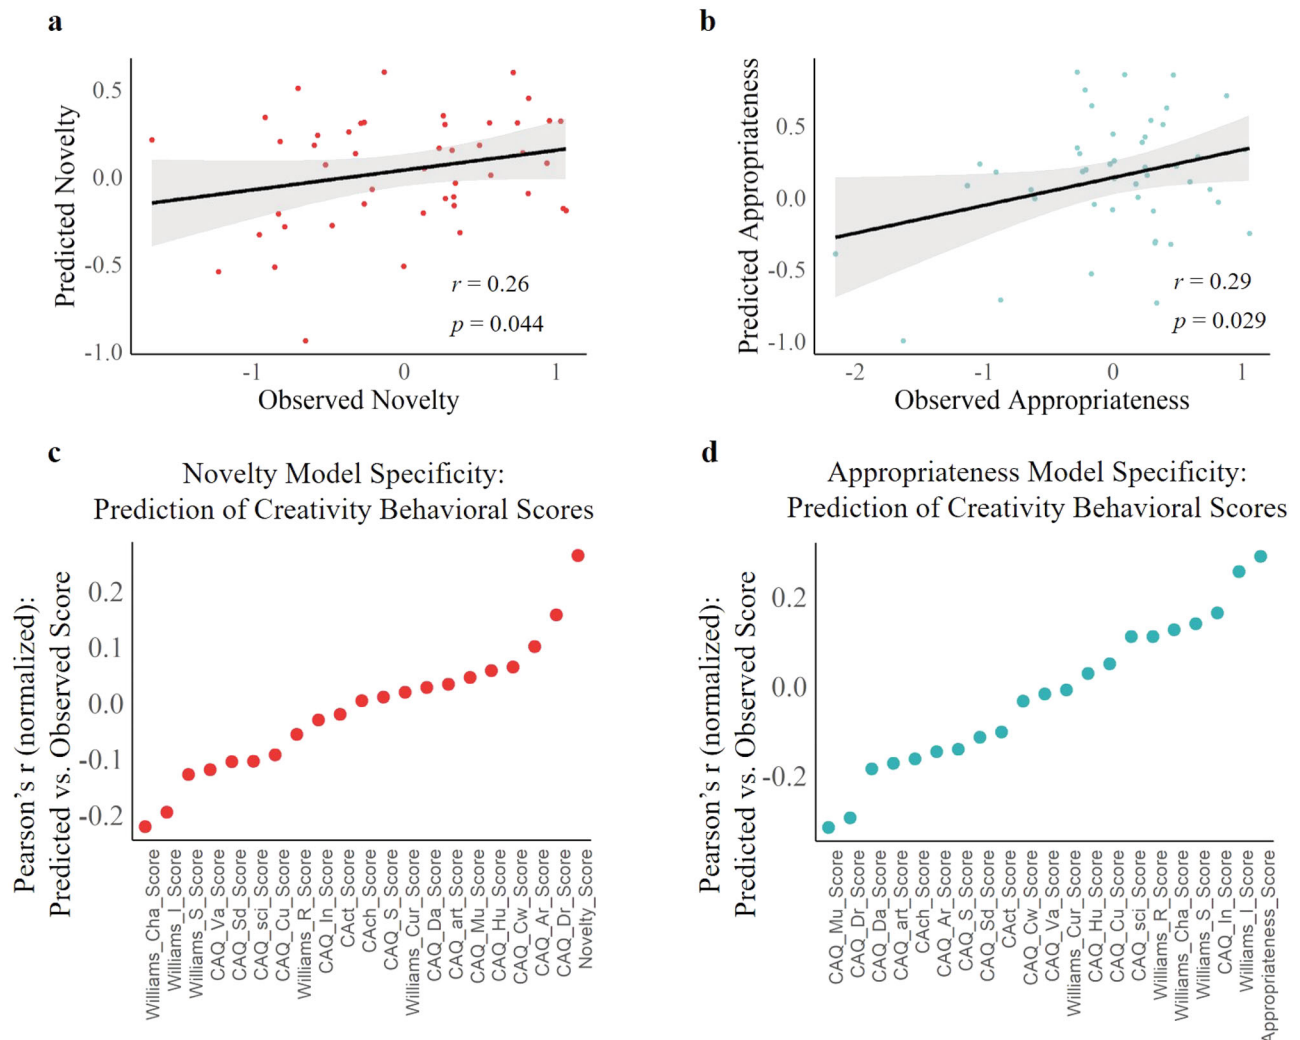 a
Predicted Novelty
0.5
0.0
-0.5
-1.0
-1
0
1
Observed Novelty
r = 0.26
p = 0.044
b
Predicted Appropriateness
0.5
0.0
-0.5
-1.0
-2
-1
0
1
Observed Appropriateness
r = 0.29
p = 0.029
c
Novelty Model Specificity:
Prediction of Creativity Behavioral Scores
Pearson's r (normalized):
Predicted vs. Observed Score
0.2
0.1
0.0
-0.1
-0.2
Williams_Cha_Score
Williams_I_Score
Williams_S_Score
CAQ_Va_Score
CAQ_Sd_Score
CAQ_sci_Score
CAQ_Cu_Score
Williams_R_Score
CAQ_In_Score
CAct_Score
CAch_Score
CAQ_S_Score
Williams_Cur_Score
CAQ_Da_Score
CAQ_art_Score
CAQ_Mu_Score
CAQ_Hu_Score
CAQ_Cw_Score
CAQ_Ar_Score
CAQ_Dr_Score
Novelty_Score
d
Appropriateness Model Specificity:
Prediction of Creativity Behavioral Scores
Pearson's r (normalized):
Predicted vs. Observed Score
0.2
0.0
-0.2
CAQ_Mu_Score
CAQ_Dr_Score
CAQ_Da_Score
CAQ_art_Score
CAch_Score
CAQ_Ar_Score
CAQ_S_Score
CAQ_Sd_Score
CAct_Score
CAQ_Cw_Score
CAQ_Va_Score
Williams_Cur_Score
CAQ_Hu_Score
CAQ_Cu_Score
CAQ_sci_Score
Williams_R_Score
Williams_Cha_Score
Williams_S_Score
CAQ_In_Score
Williams_I_Score
Appropriateness_Score